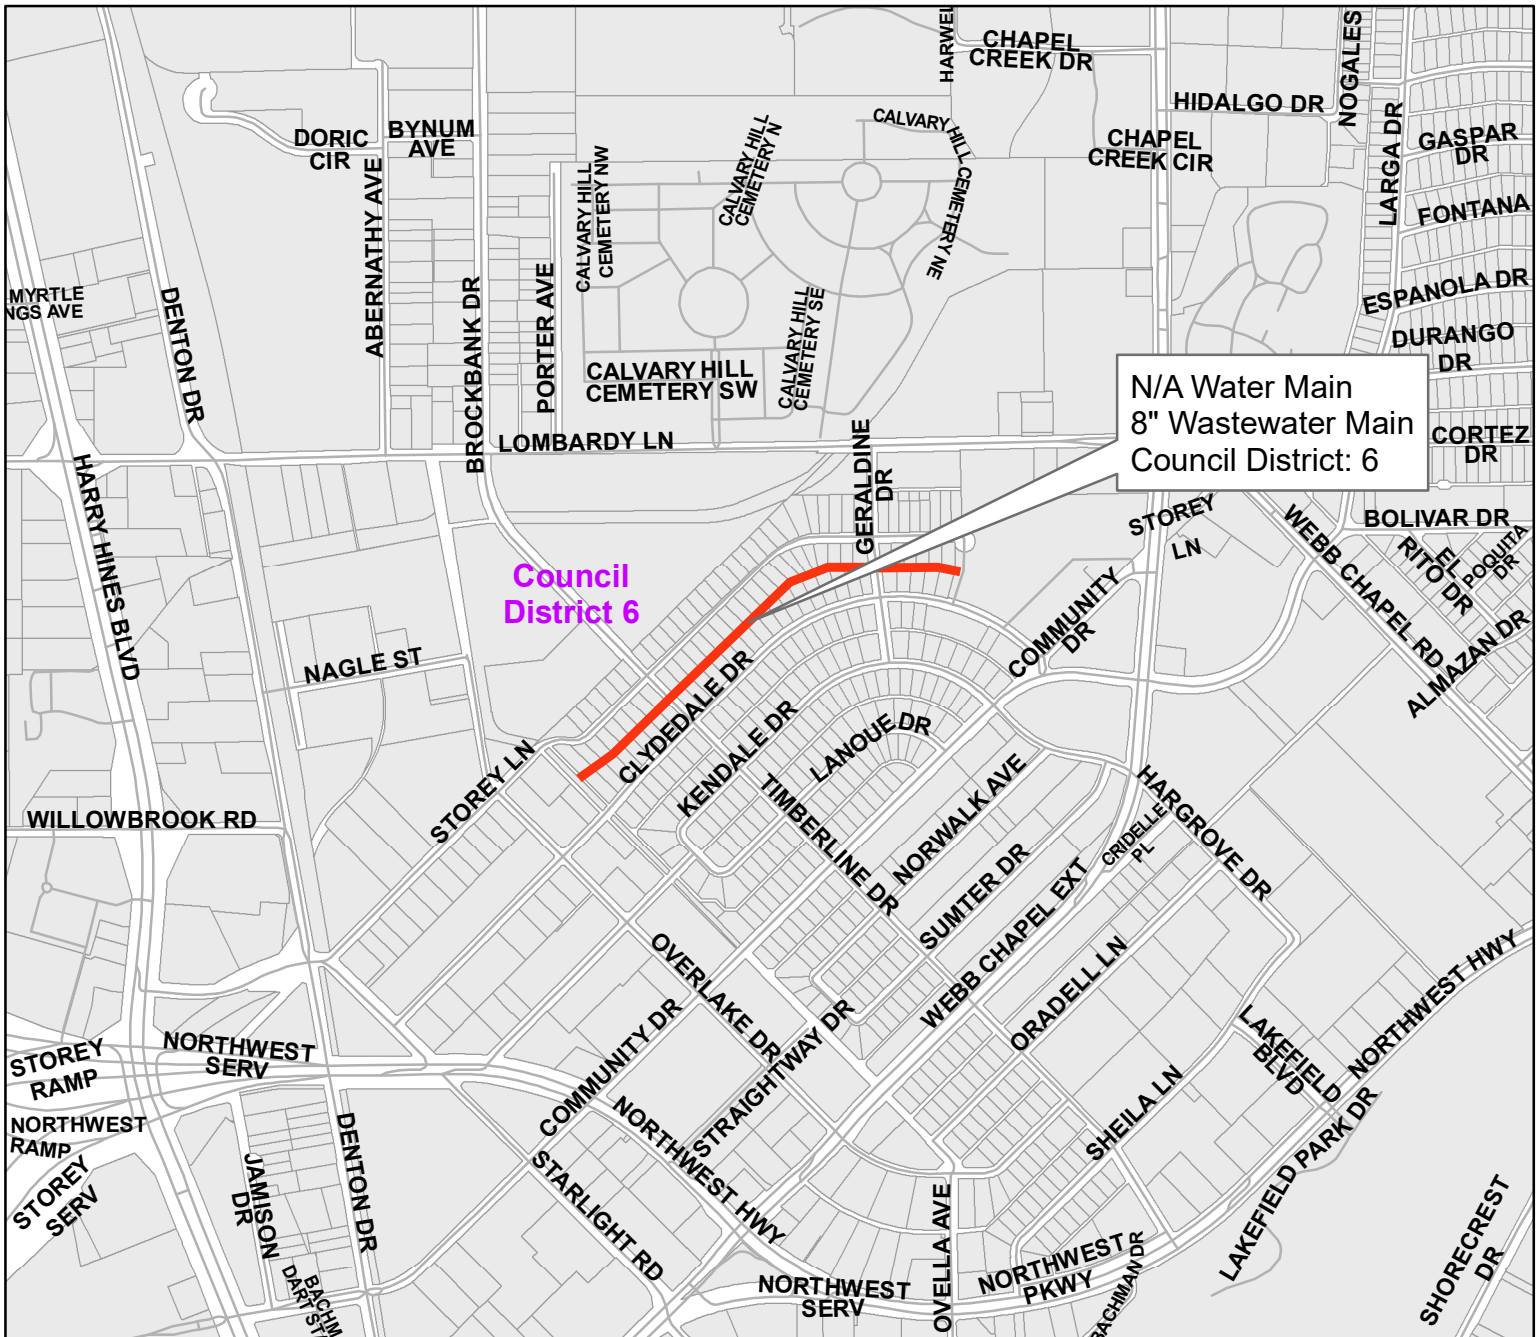 HARWEL
CHAPEL
CREEK DR
NOGALES
HIDALGO DR
LARGA DR
GASPAR
DR
DORIC
CIR
BYNUM
AVE
CALVARY HILL
CEMETERY N
CALVARY HILL CEMETERY NE
CHAPEL
CREEK CIR
ABERNATHY AVE
CALVARY HILL
CEMETERY NW
FONTANA
MYRTLE
NGS AVE
DENTON DR
BROCKBANK DR
PORTER AVE
CALVARY HILL
CEMETERY SE
ESPANOLA DR
DURANGO
DR
CALVARY HILL
CEMETERY SW
N/A Water Main
8" Wastewater Main
Council District: 6
LOMBARDY LN
GERALDINE
DR
CORTEZ
DR
HARRY HINES BLVD
STOREY
LN
WEBB CHAPEL RD
BOLIVAR DR
EL
RITO DR
POQUITA
DR
Council
District 6
COMMUNITY
DR
ALMAZAN DR
NAGLE ST
CLYDEDALE DR
KENDALE DR
LANOUE DR
STOREY LN
TIMBERLINE DR
NORWALK AVE
HARGROVE DR
WILLOWBROOK RD
CRIDELLE
PL
SUMTER DR
WEBB CHAPEL EXT
OVERLAKE DR
ORADELL LN
NORTHWEST HWY
STOREY
RAMP
NORTHWEST
SERV
COMMUNITY DR
STRAIGHTWAY DR
LAKEFIELD
BLVD
NORTHWEST
RAMP
STOREY
SERV
JAMISON
DR
DENTON DR
NORTHWEST HWY
SHEILA LN
LAKEFIELD PARK DR
STARLIGHT RD
OVELLA AVE
SHORECREST
DR
BACHM
DART STA
NORTHWEST
SERV
NORTHWEST
PKWY
BACHMAN DR